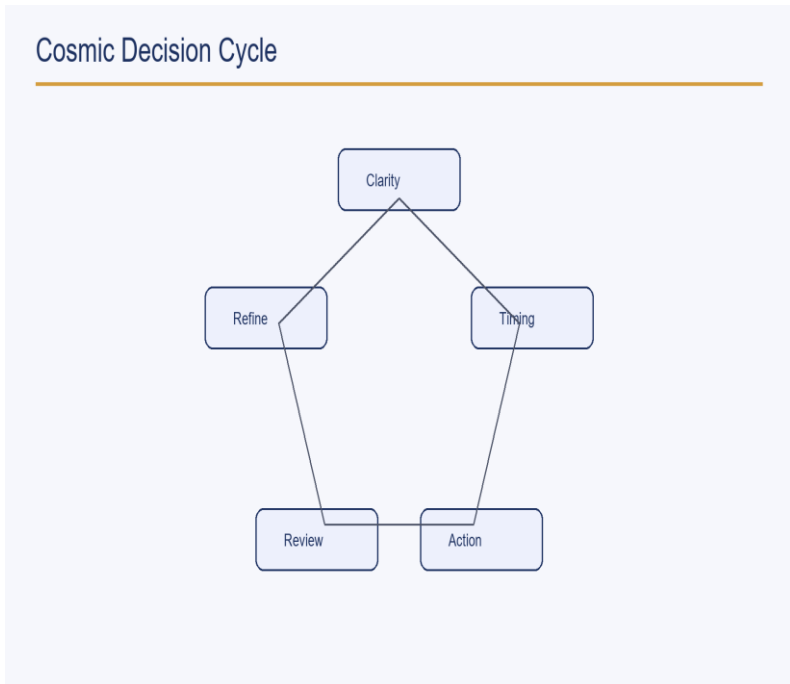 Cosmic Decision Cycle
Clarity
Refine
Timing
Review
Action